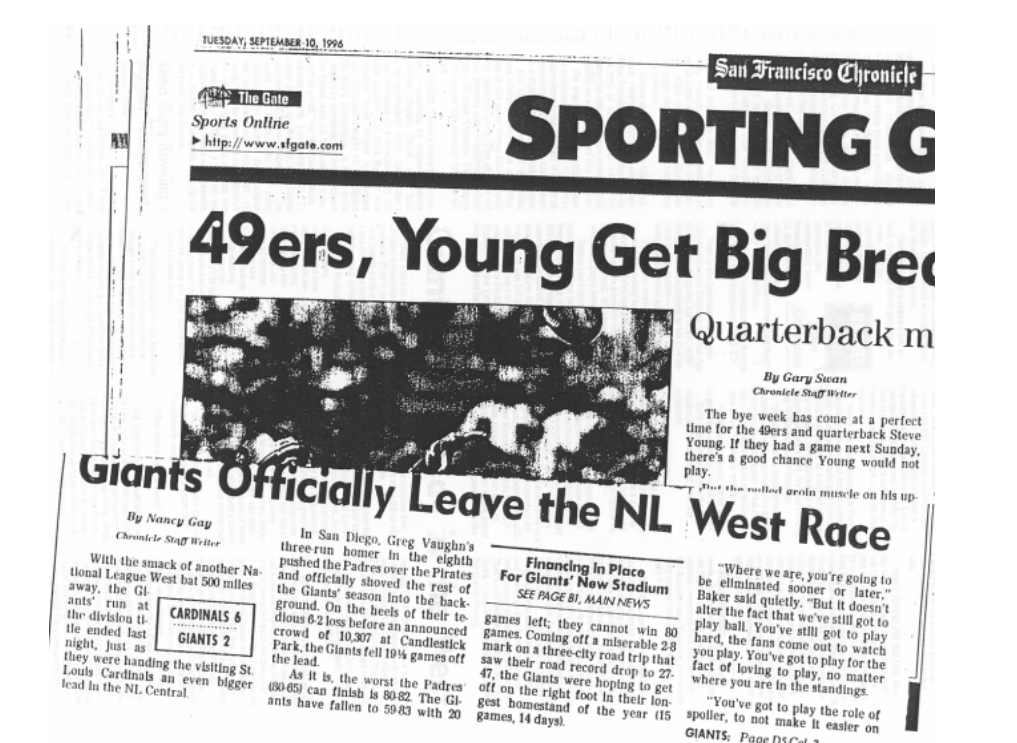 TUESDAY, SEPTEMBER 10, 1996
San Francisco Chronicle
The Gate
Sports Online
http://www.sfgate.com
SPORTING G
49ers, Young Get Big Brea
Quarterback m
By Gary Swan
Chronicle Staff Writer
The bye week has come at a perfect
time for the 49ers and quarterback Steve
Young. If they had a game next Sunday,
there's a good chance Young would not
play.
But the pulled groin muscle on his up-
Giants Officially Leave the NL West Race
By Nancy Gay
Chronicle Staff Writer
With the smack of another Na-
tional League West bat 500 miles
away, the Gi-
ants' run at
the division ti-
tle ended last
night, just as
they were handing the visiting St.
Louis Cardinals an even bigger
lead in the NL Central.
CARDINALS 6
GIANTS 2
In San Diego, Greg Vaughn's
three-run homer in the eighth
pushed the Padres over the Pirates
and officially shoved the rest of
the Giants' season into the back-
ground. On the heels of their te-
dious 6-2 loss before an announced
crowd of 10,307 at Candlestick
Park, the Giants fell 19½ games off
the lead.
As it is, the worst the Padres
(80-65) can finish is 80-82. The Gi-
ants have fallen to 59-83 with 20
Financing in Place
For Giants' New Stadium
SEE PAGE B1, MAIN NEWS
games left; they cannot win 80
games. Coming off a miserable 2-8
mark on a three-city road trip that
saw their road record drop to 27-
47, the Giants were hoping to get
off on the right foot in their lon-
gest homestand of the year (15
games, 14 days).
"Where we are, you're going to
be eliminated sooner or later,"
Baker said quietly. "But it doesn't
alter the fact that we've still got to
play ball. You've still got to play
hard, the fans come out to watch
you play. You've got to play for the
fact of loving to play, no matter
where you are in the standings.
"You've got to play the role of
spoiler, to not make it easier on
GIANTS: Page D5 Col. 3